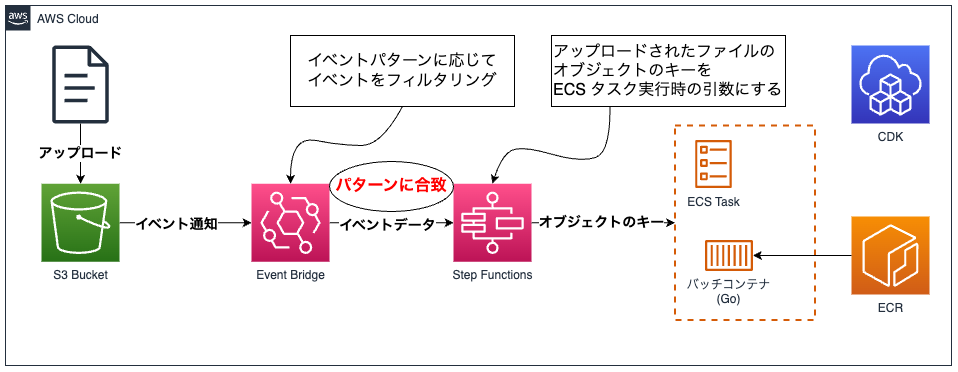 aws
AWS Cloud
イベントパターンに応じて
イベントをフィルタリング
アップロードされたファイルの
オブジェクトのキーを
ECS タスク実行時の引数にする
CDK
アップロード
パターンに合致
ECS Task
イベント通知
イベントデータ
オブジェクトのキー
S3 Bucket
Event Bridge
Step Functions
バッチコンテナ
(Go)
ECR